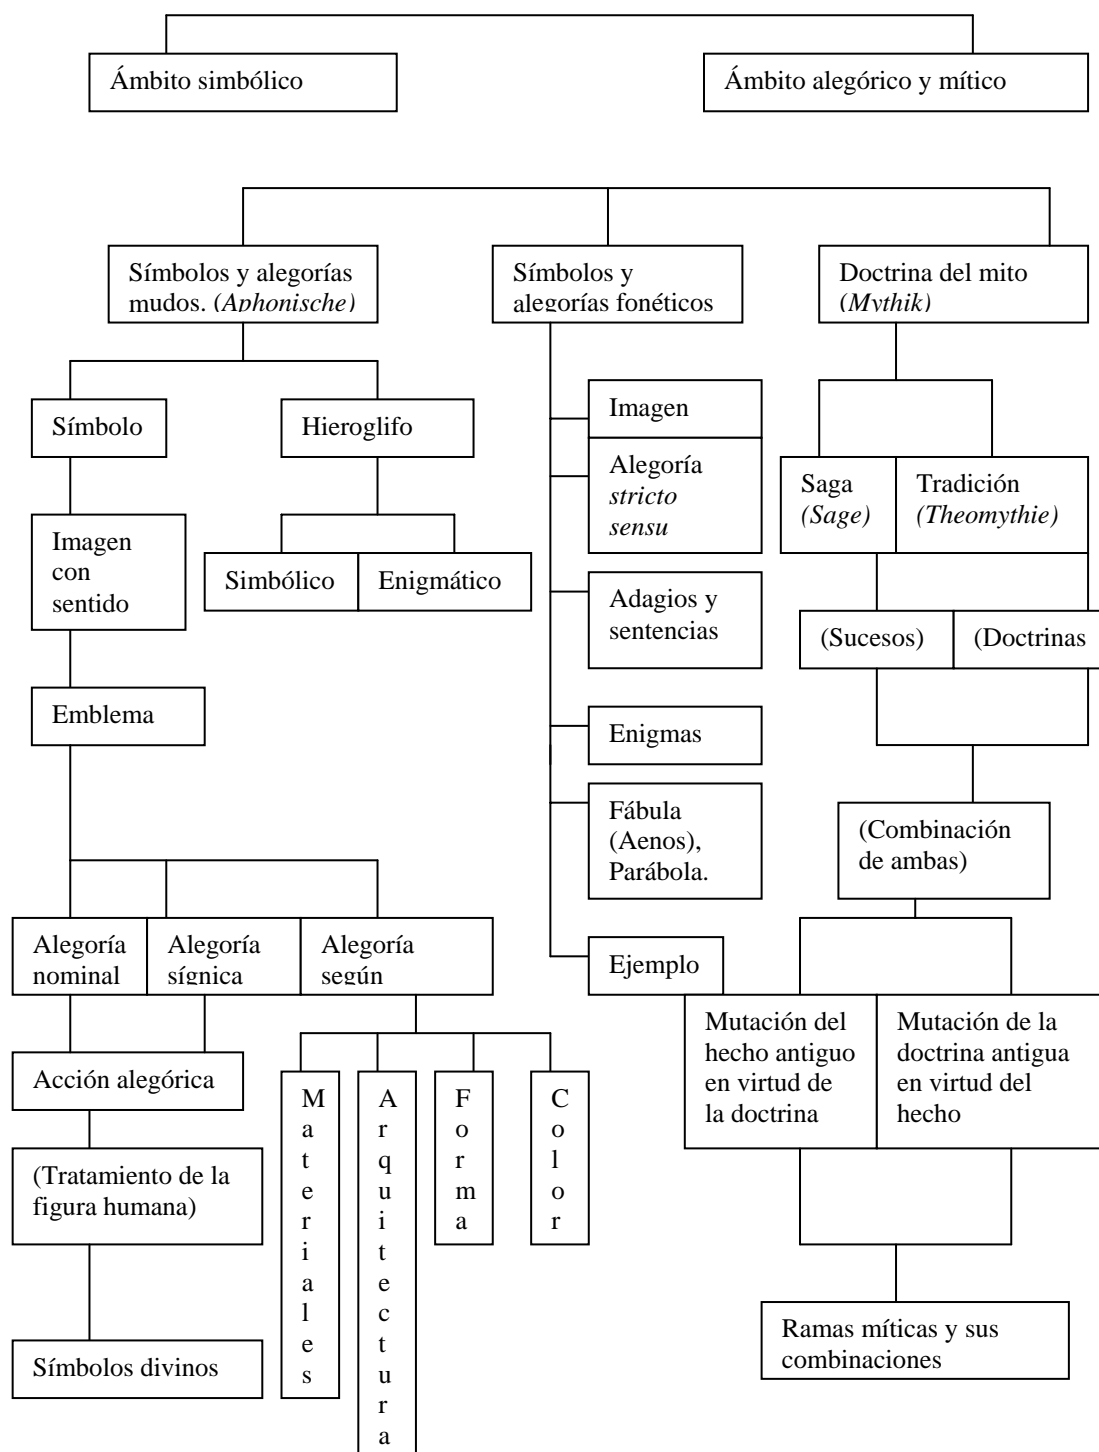 Ámbito simbólico
Ámbito alegórico y mítico
Símbolos y alegorías
mudos. (Aphonische)
Símbolos y
alegorías fonéticos
Doctrina del mito
(Mythik)
Símbolo
Hieroglifo
Imagen
Alegoría
stricto
sensu
Saga
(Sage)
Tradición
(Theomythie)
Imagen
con
sentido
Simbólico
Enigmático
Adagios y
sentencias
(Sucesos)
(Doctrinas
Emblema
Enigmas
Fábula
(Aenos),
Parábola.
(Combinación
de ambas)
Alegoría
nominal
Alegoría
sígnica
Alegoría
según
Ejemplo
Mutación del
hecho antiguo
en virtud de
la doctrina
Mutación de la
doctrina antigua
en virtud del
hecho
Acción alegórica
Materiales
Arquitectura
Forma
Color
(Tratamiento de la
figura humana)
Símbolos divinos
Ramas míticas y sus
combinaciones